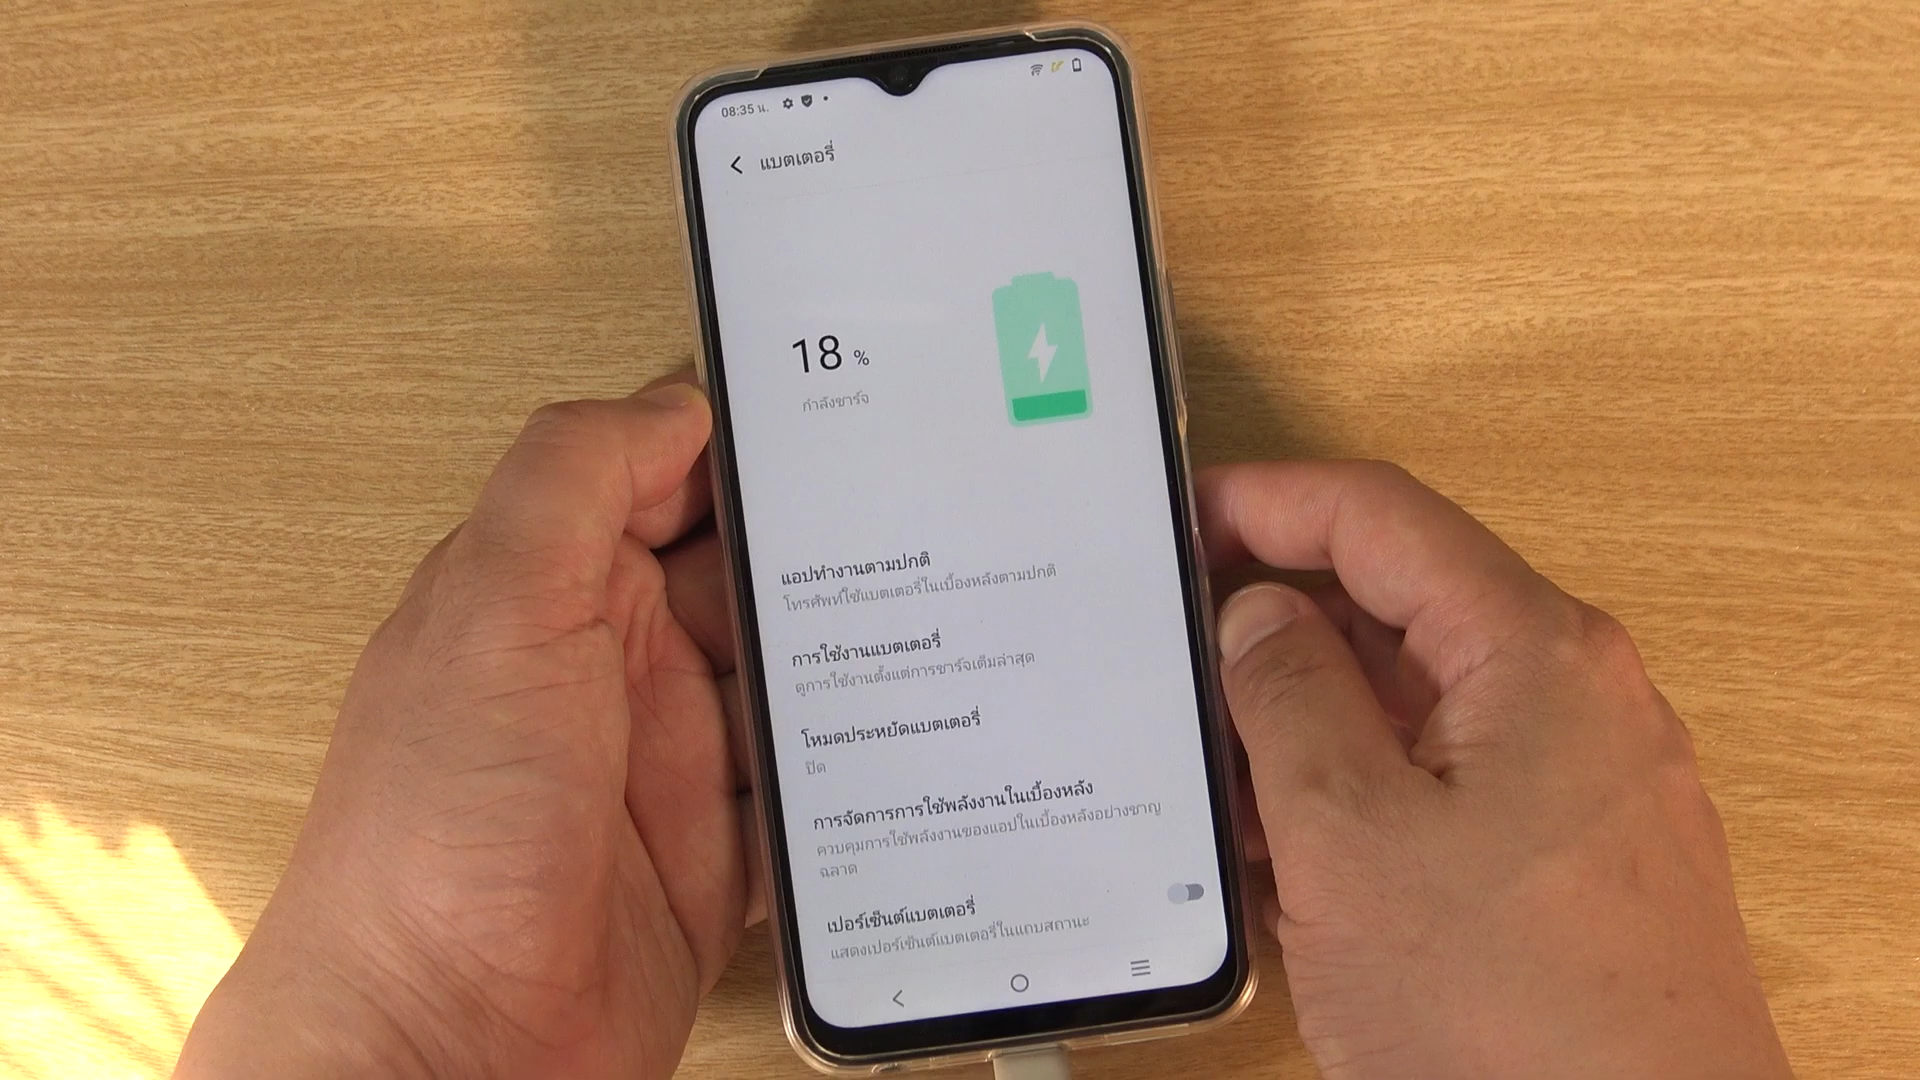 08:35 น.
แบตเตอรี่
18 %
กำลังชาร์จ
แอปทำงานตามปกติ
โทรศัพท์ใช้แบตเตอรี่ในเบื้องหลังตามปกติ
การใช้งานแบตเตอรี่
ดูการใช้งานตั้งแต่การชาร์จเต็มล่าสุด
โหมดประหยัดแบตเตอรี่
ปิด
การจัดการการใช้พลังงานในเบื้องหลัง
ควบคุมการใช้พลังงานของแอปในเบื้องหลังอย่างชาญ
ฉลาด
เปอร์เซ็นต์แบตเตอรี่
แสดงเปอร์เซ็นต์แบตเตอรี่ในแถบสถานะ